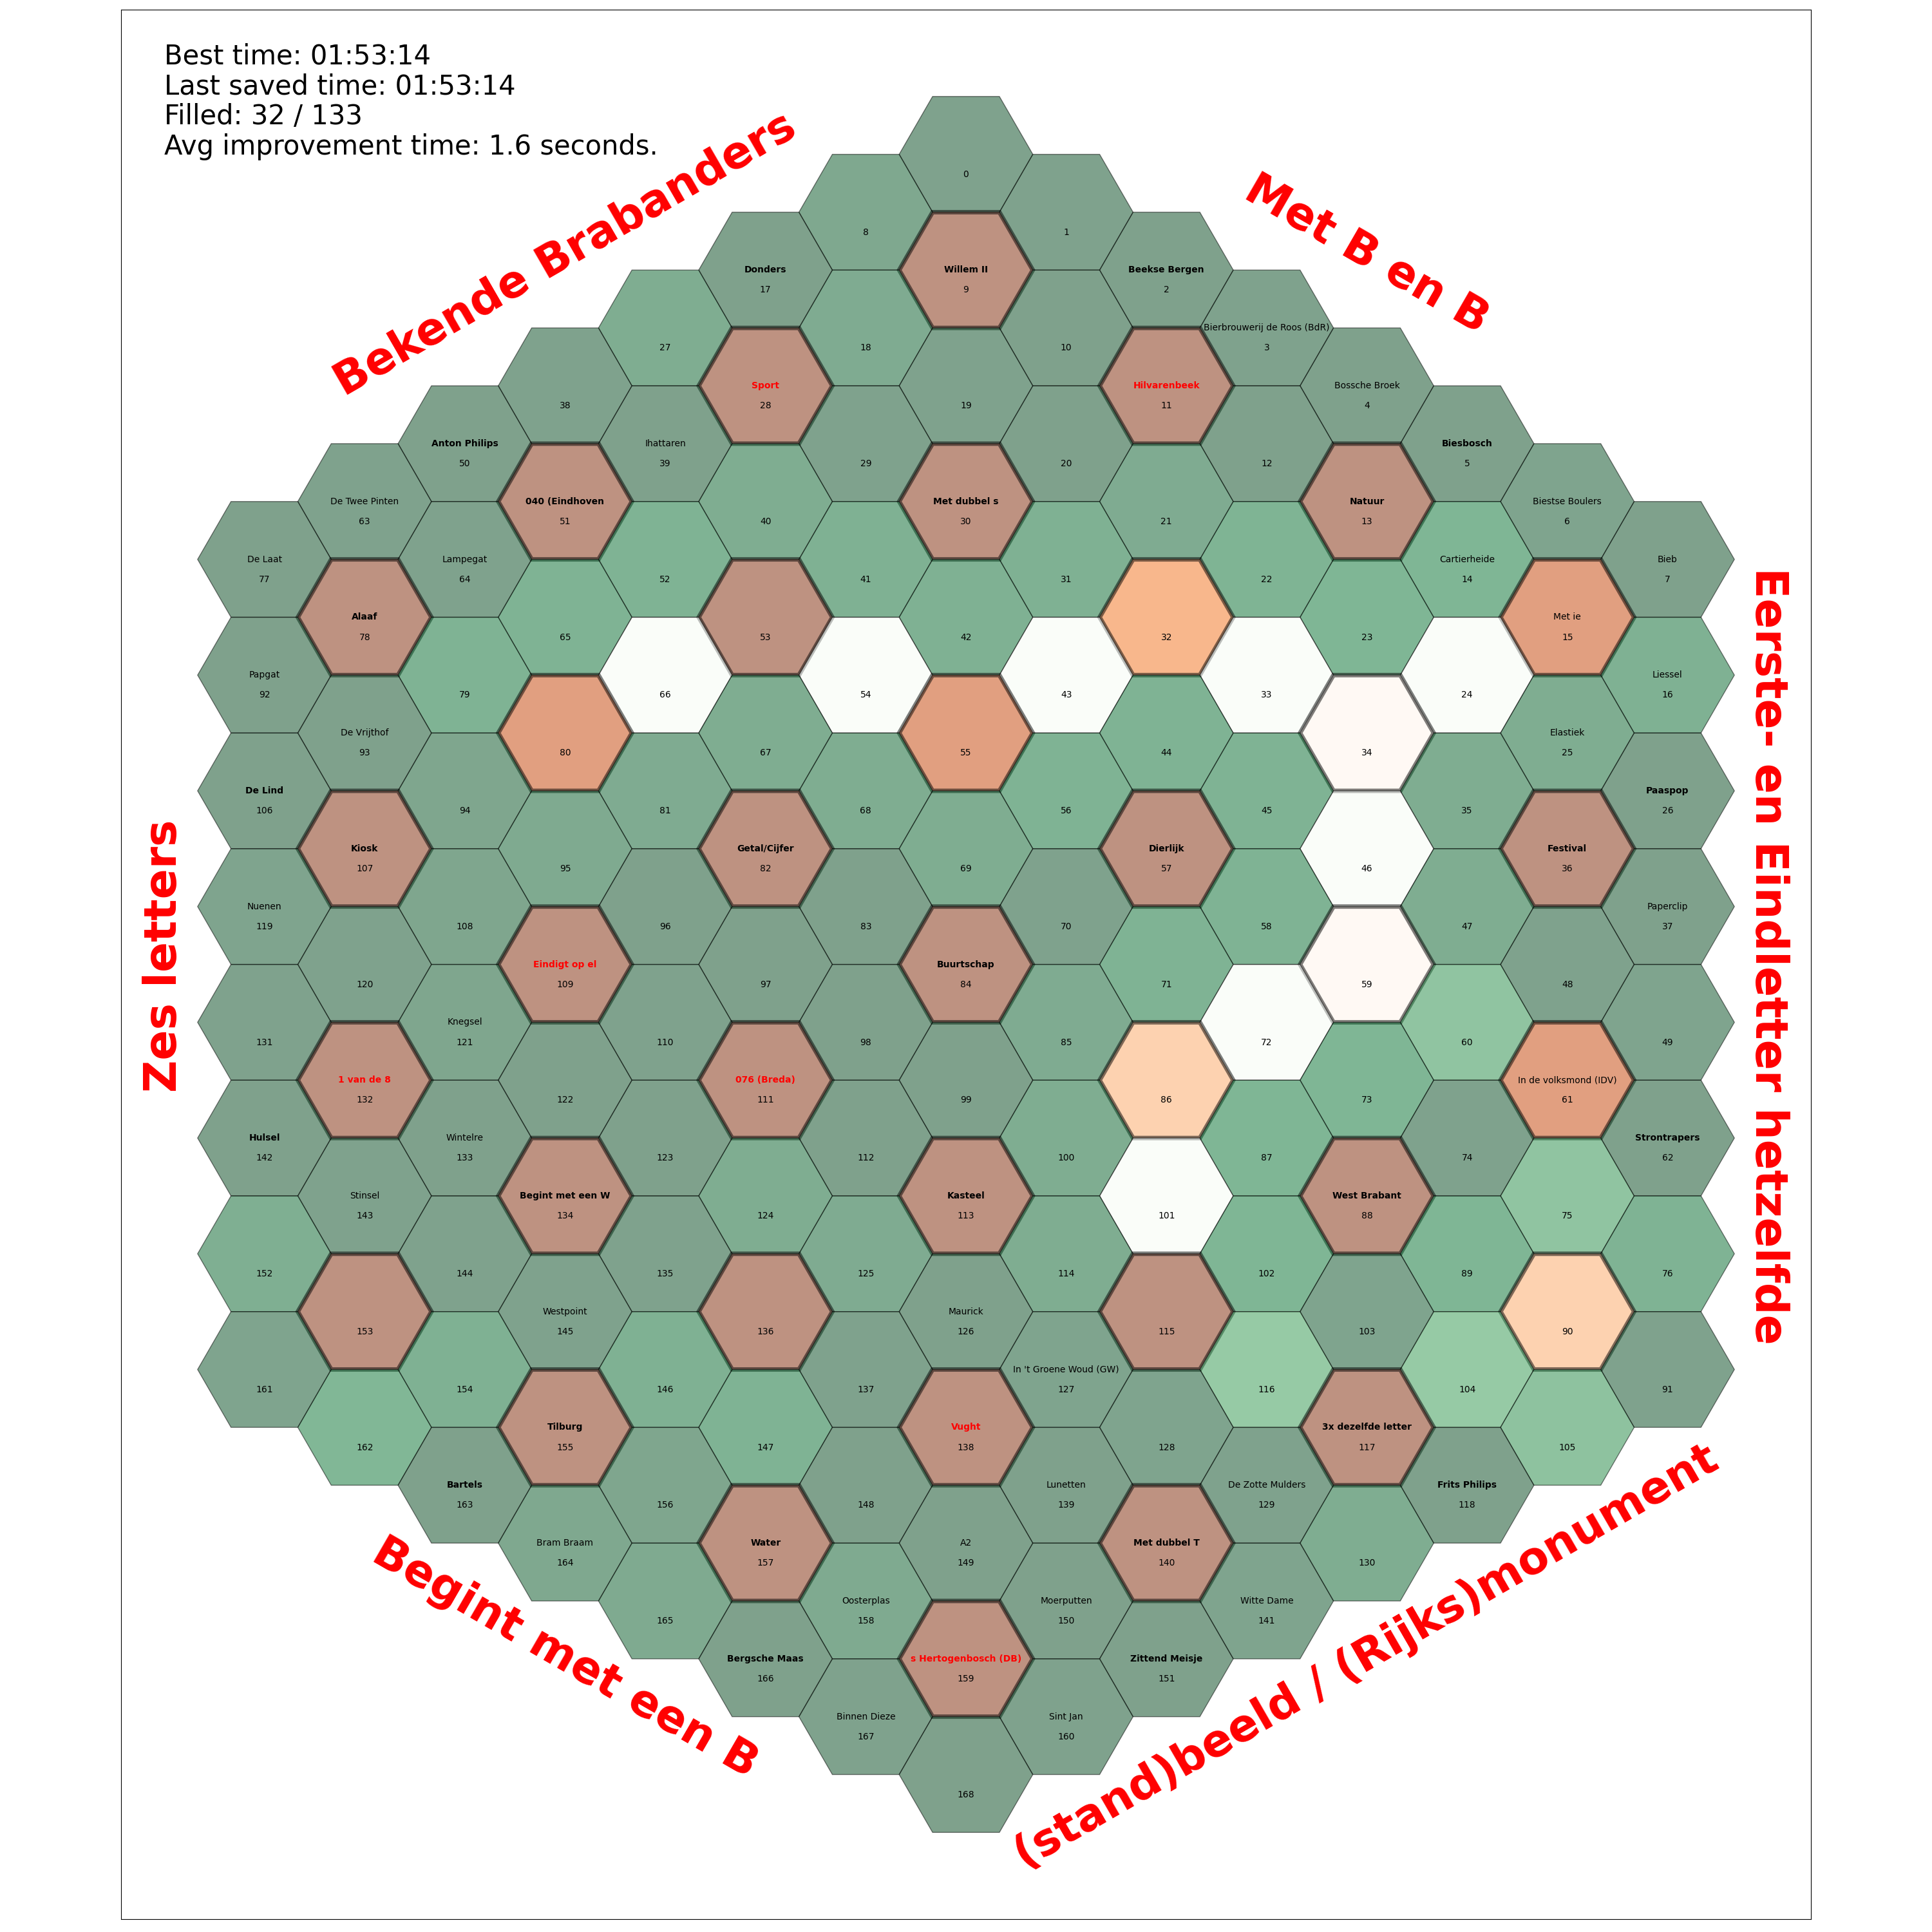 Best time: 01:53:14
Last saved time: 01:53:14
Filled: 32 / 133
Avg improvement time: 1.6 seconds.
Bekende Brabanders
Met B en B
Eerste- en Eindletter hetzelfde
(stand)beeld / (Rijks)monument
Begint met een B
Zes letters
0
8
1
Donders
17
Willem II
9
Beekse Bergen
2
27
18
10
Bierbrouwerij de Roos (BdR)
3
38
Sport
28
19
Hilvarenbeek
11
Bossche Broek
4
Anton Philips
50
Ihattaren
39
29
20
12
Biesbosch
5
De Twee Pinten
63
040 (Eindhoven
51
40
Met dubbel s
30
21
Natuur
13
Biestse Boulers
6
De Laat
77
Lampegat
64
52
41
31
22
Cartierheide
14
Bieb
7
Alaaf
78
65
53
42
32
23
Met ie
15
Papgat
92
79
66
54
43
33
24
Liessel
16
De Vrijthof
93
80
67
55
44
34
Elastiek
25
De Lind
106
94
81
68
56
45
35
Paaspop
26
Kiosk
107
95
Getal/Cijfer
82
69
Dierlijk
57
46
Festival
36
Nuenen
119
108
96
83
70
58
47
Paperclip
37
120
Eindigt op el
109
97
Buurtschap
84
71
59
48
131
Knegsel
121
110
98
85
72
60
49
1 van de 8
132
122
076 (Breda)
111
99
86
73
In de volksmond (IDV)
61
Hulsel
142
Wintelre
133
123
112
100
87
74
Strontrapers
62
Stinsel
143
Begint met een W
134
124
Kasteel
113
101
West Brabant
88
75
152
144
135
125
114
102
89
76
153
Westpoint
145
136
Maurick
126
115
103
90
161
154
146
137
In 't Groene Woud (GW)
127
116
104
91
162
Tilburg
155
147
Vught
138
128
3x dezelfde letter
117
105
Bartels
163
156
148
Lunetten
139
De Zotte Mulders
129
Frits Philips
118
Bram Braam
164
Water
157
A2
149
Met dubbel T
140
130
165
Oosterplas
158
Moerputten
150
Witte Dame
141
Bergsche Maas
166
s Hertogenbosch (DB)
159
Zittend Meisje
151
Binnen Dieze
167
Sint Jan
160
168